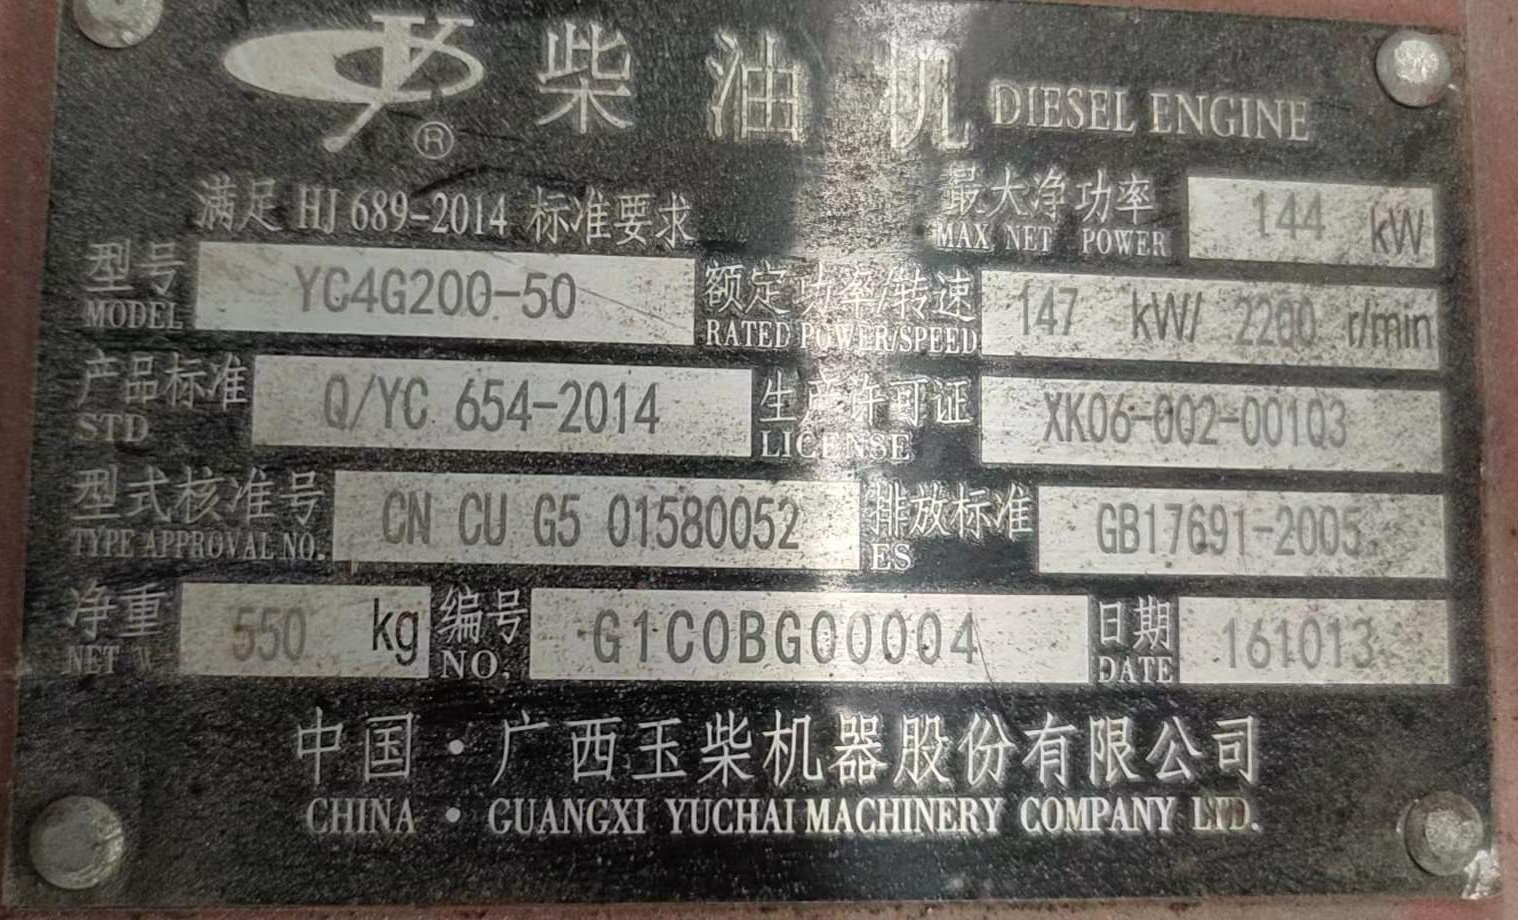 柴油机 DIESEL ENGINE
满足 HJ 689-2014 标准要求
最大净功率 144 kW
MAX NET POWER
型号 YC4G200-50 额定功率/转速 147 kW/ 2200 r/min
MODEL RATED POWER/SPEED
产品标准 Q/YC 654-2014 生产许可证 XK06-002-00103
STD LICENSE
型式核准号 CN CU G5 01580052 排放标准 GB17691-2005
TYPE APPROVAL NO. ES
净重 550 kg 编号 G1C0BG00004 日期 161013
NET NO. DATE
中国·广西玉柴机器股份有限公司
CHINA · GUANGXI YUCHAI MACHINERY COMPANY LTD.